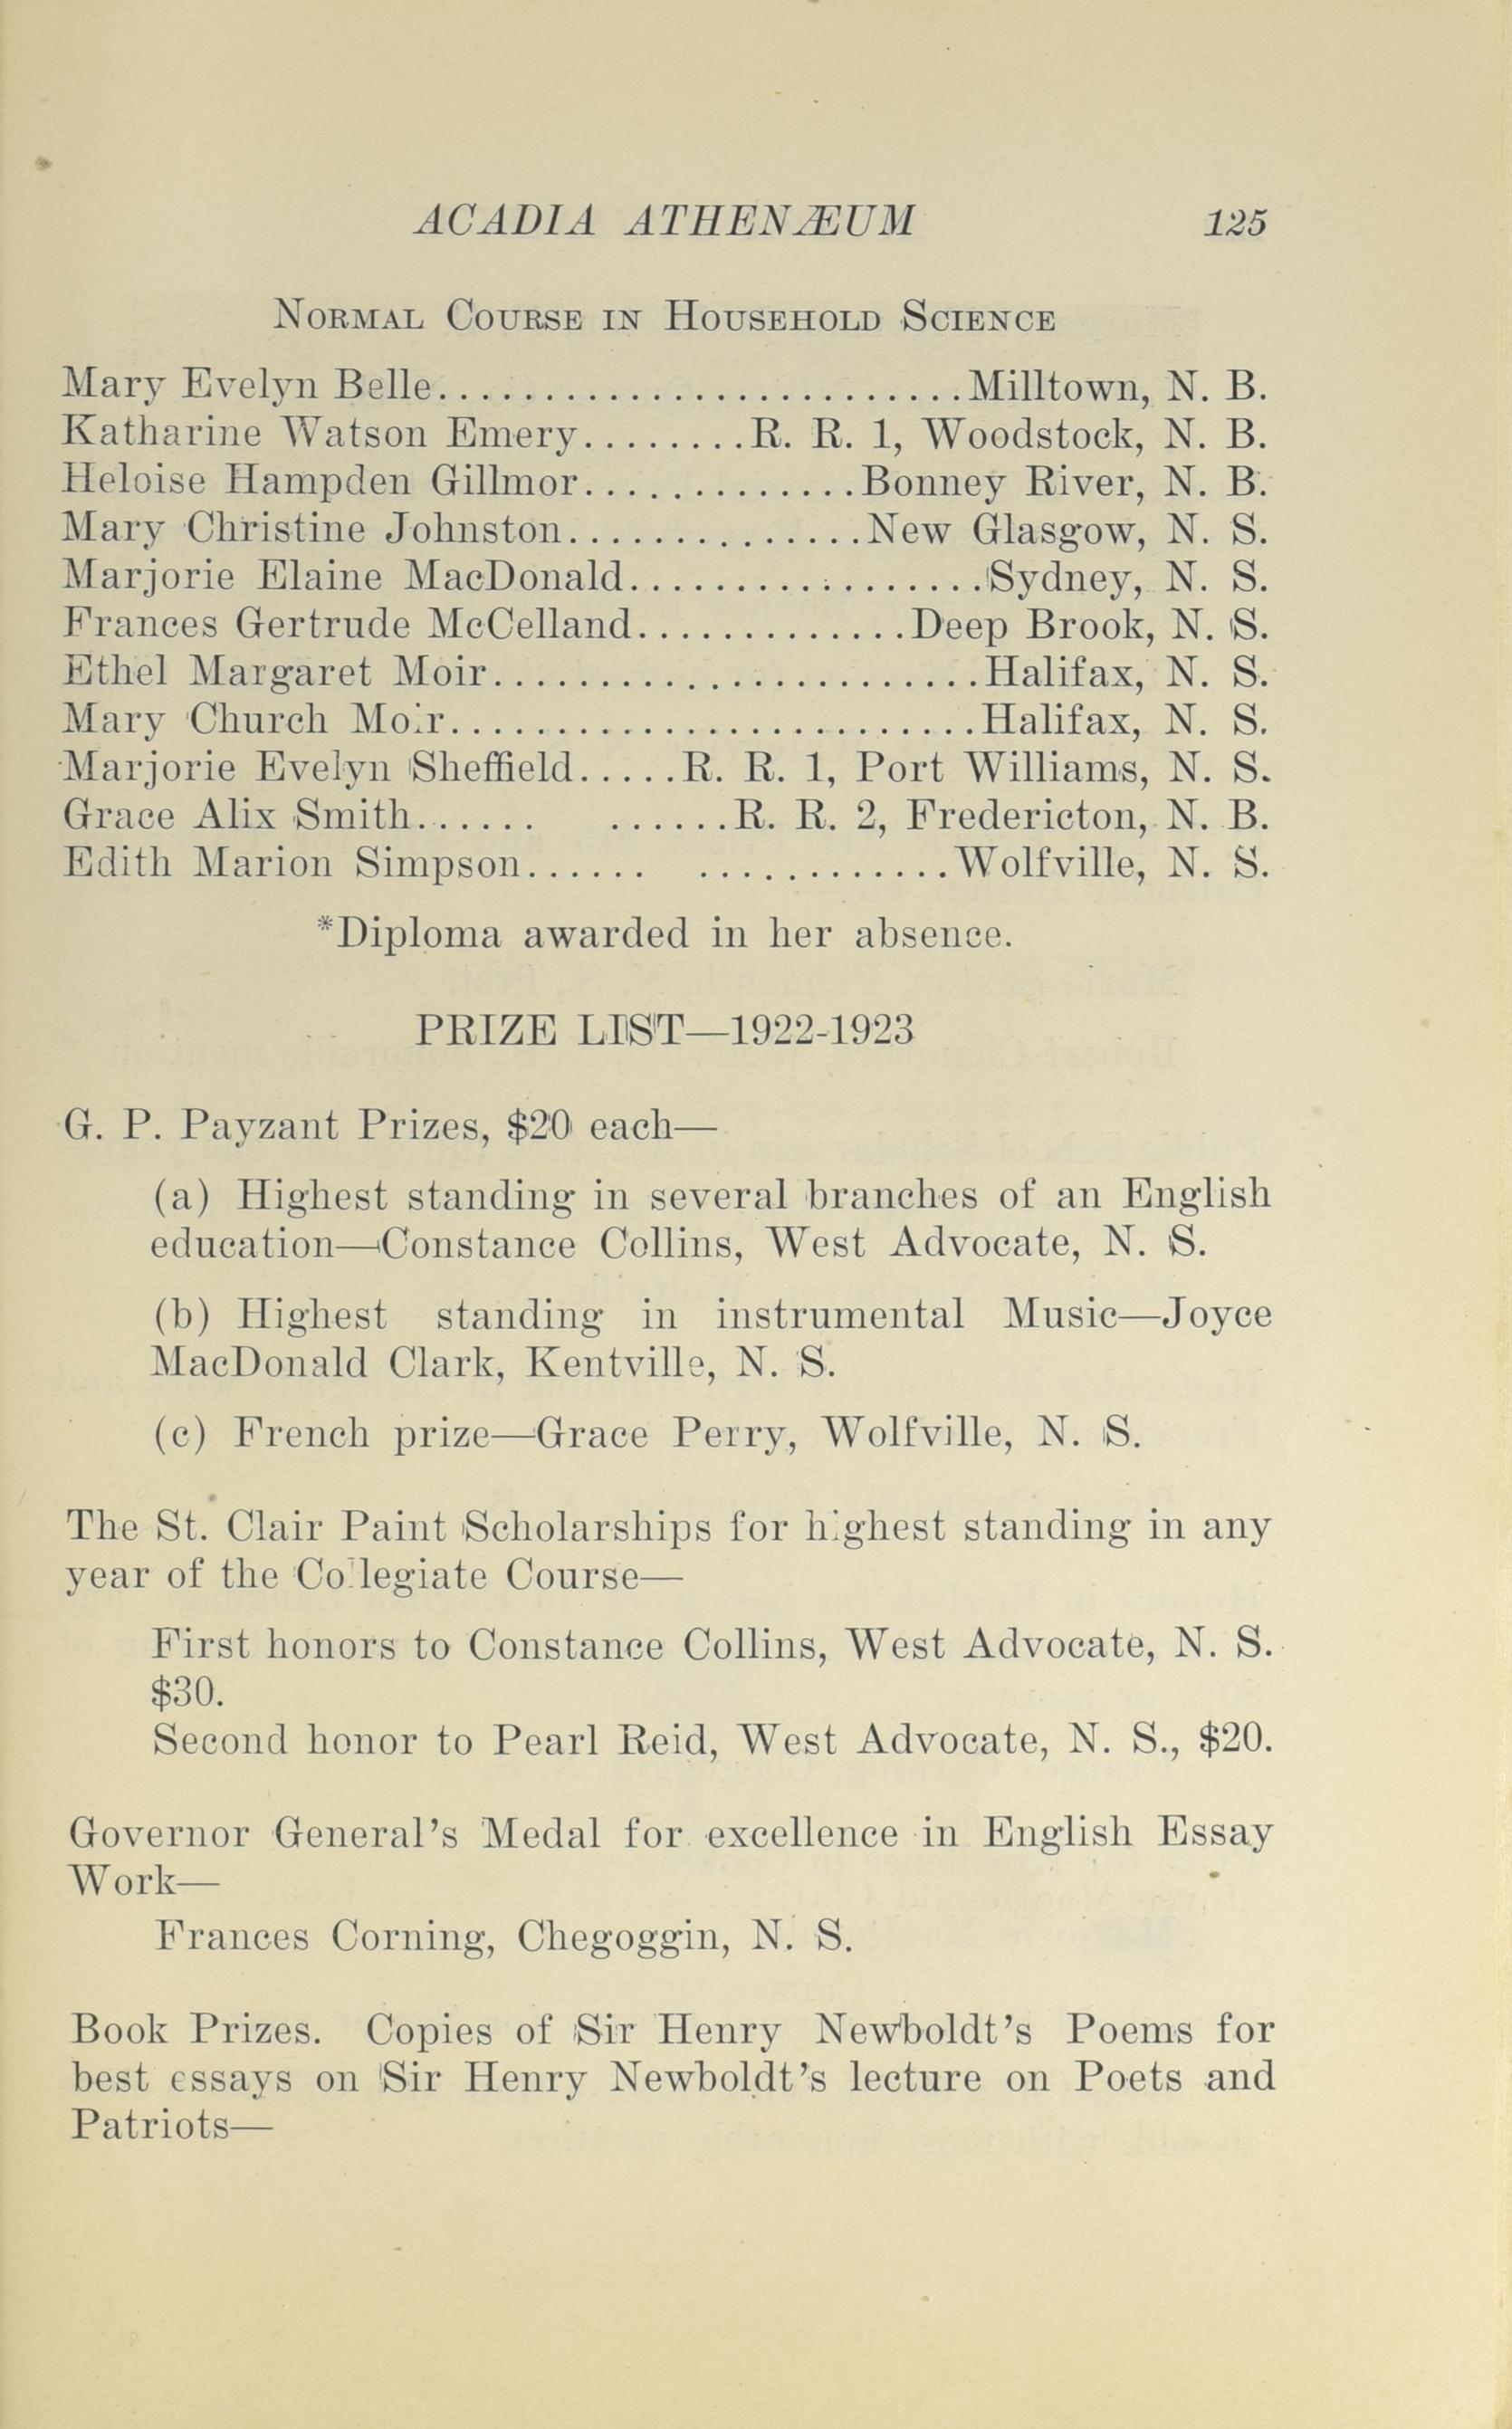 ACADIA ATHENÆUM 125
NORMAL COURSE IN HOUSEHOLD SCIENCE
Mary Evelyn Belle.........................Milltown, N. B.
Katharine Watson Emery........R. R. 1, Woodstock, N. B.
Heloise Hampden Gillmor.............Bonney River, N. B.
Mary Christine Johnston..............New Glasgow, N. S.
Marjorie Elaine MacDonald.................Sydney, N. S.
Frances Gertrude McCelland.............Deep Brook, N. S.
Ethel Margaret Moir.......................Halifax, N. S.
Mary Church Moir.........................Halifax, N. S.
Marjorie Evelyn Sheffield.....R. R. 1, Port Williams, N. S.
Grace Alix Smith...... ......R. R. 2, Fredericton, N. B.
Edith Marion Simpson...... ............Wolfville, N. S.
*Diploma awarded in her absence.
PRIZE LIST—1922-1923
G. P. Payzant Prizes, $20 each—
(a) Highest standing in several branches of an English
education—Constance Collins, West Advocate, N. S.
(b) Highest standing in instrumental Music—Joyce
MacDonald Clark, Kentville, N. S.
(c) French prize—Grace Perry, Wolfville, N. S.
The St. Clair Paint Scholarships for highest standing in any
year of the Collegiate Course—
First honors to Constance Collins, West Advocate, N. S.
$30.
Second honor to Pearl Reid, West Advocate, N. S., $20.
Governor General's Medal for excellence in English Essay
Work—
Frances Corning, Chegoggin, N. S.
Book Prizes. Copies of Sir Henry Newboldt's Poems for
best essays on Sir Henry Newboldt's lecture on Poets and
Patriots—